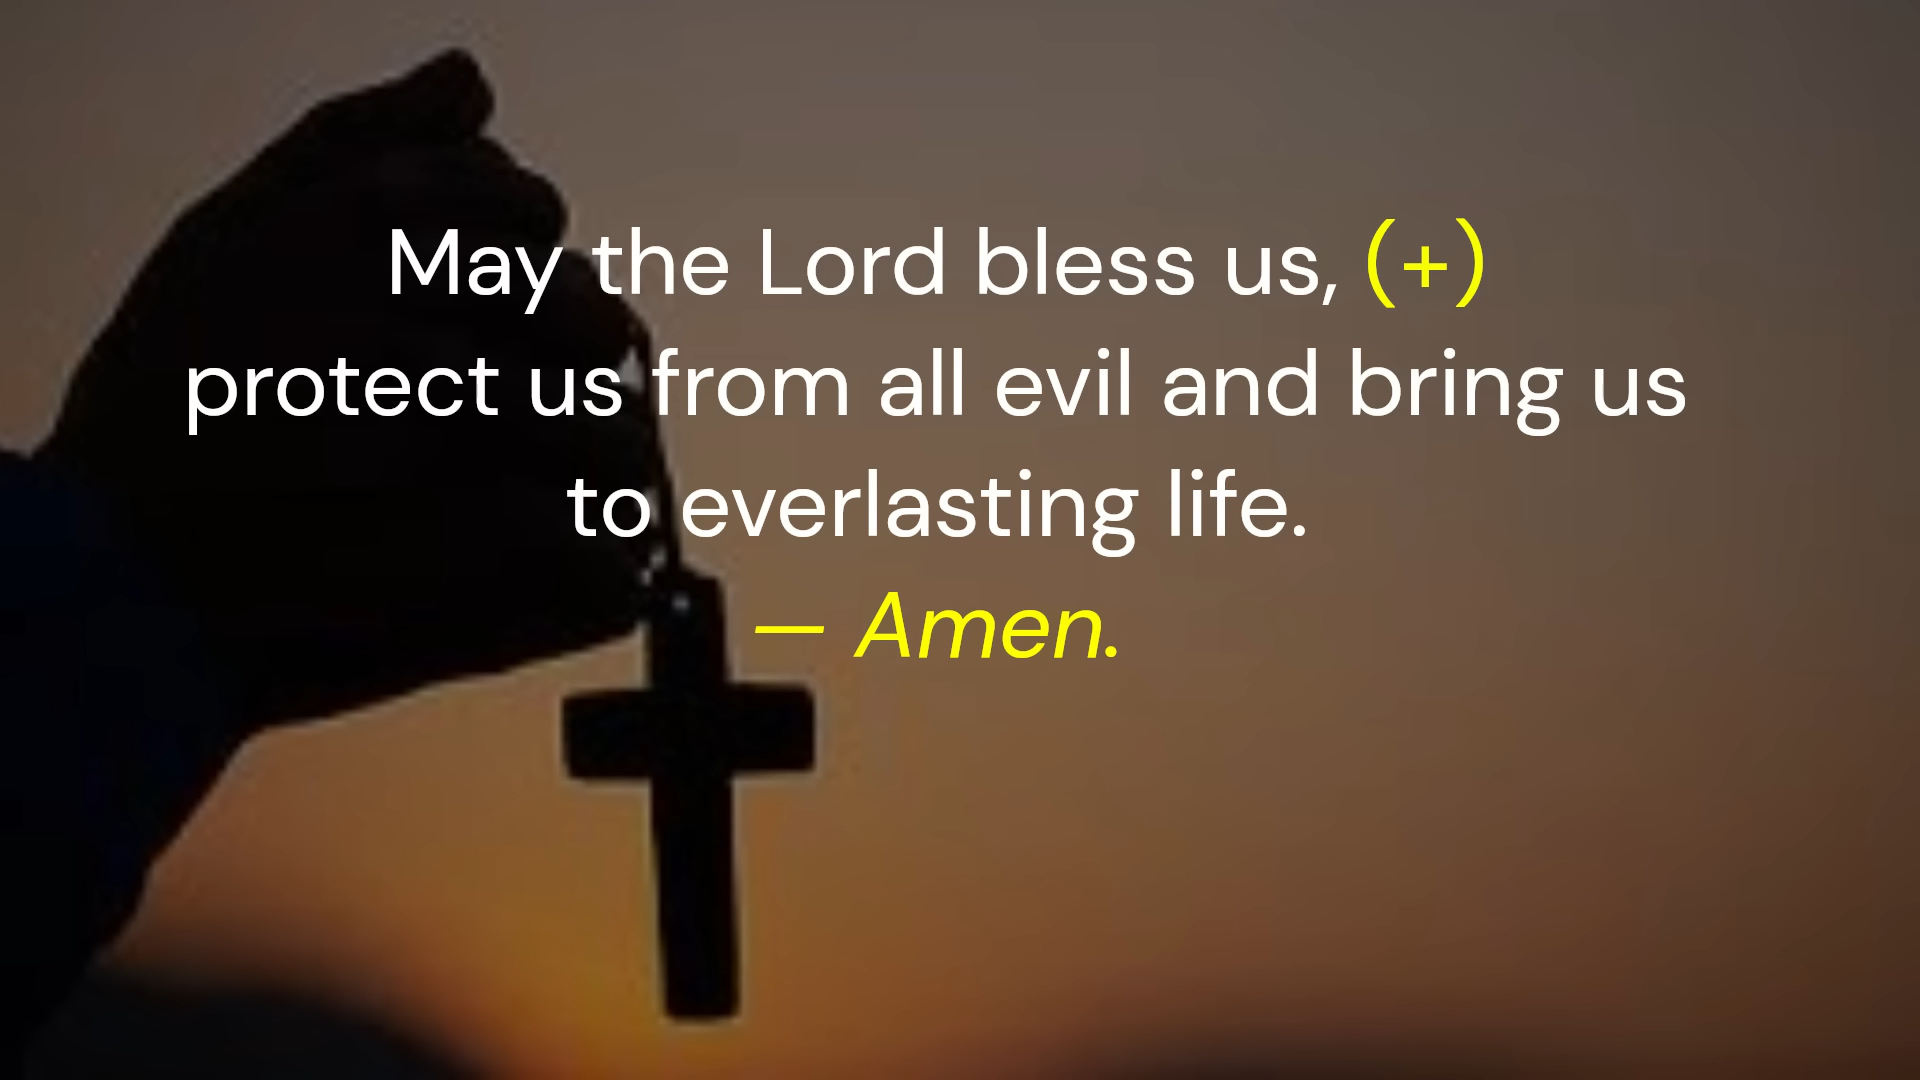 May the Lord bless us, (+)
protect us from all evil and bring us
to everlasting life.
— Amen.